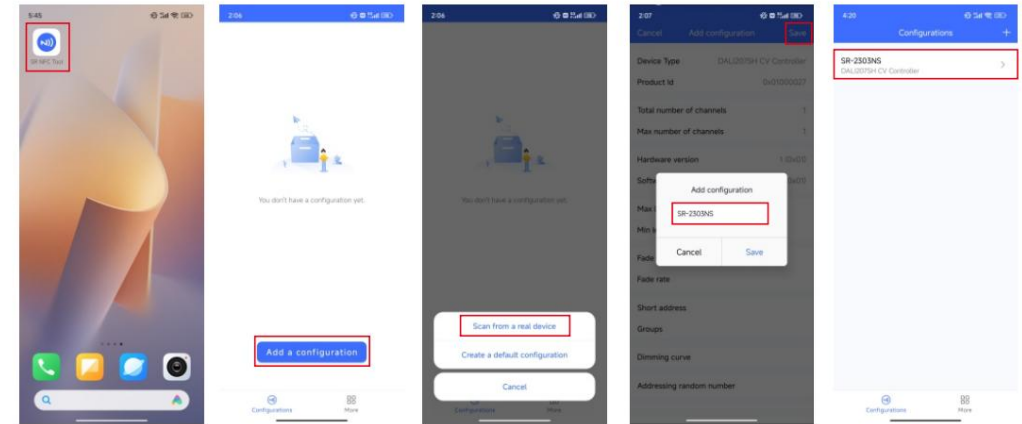 5:45
SR NFC Tool
2:06
You don't have a configuration yet.
Add a configuration
Configurations
More
2:06
You don't have a configuration yet.
Scan from a real device
Create a default configuration
Cancel
Configurations
More
2:07
Cancel
Add configuration
Save
Device Type
DALI2075H CV Controller
Product Id
0x01000027
Total number of channels
1
Max number of channels
1
Hardware version
Add configuration
SR-2303NS
Cancel
Save
Fade
Fade rate
Short address
Groups
Dimming curve
Addressing random number
4:20
Configurations
+
SR-2303NS
DALI2075H CV Controller
Configurations
More